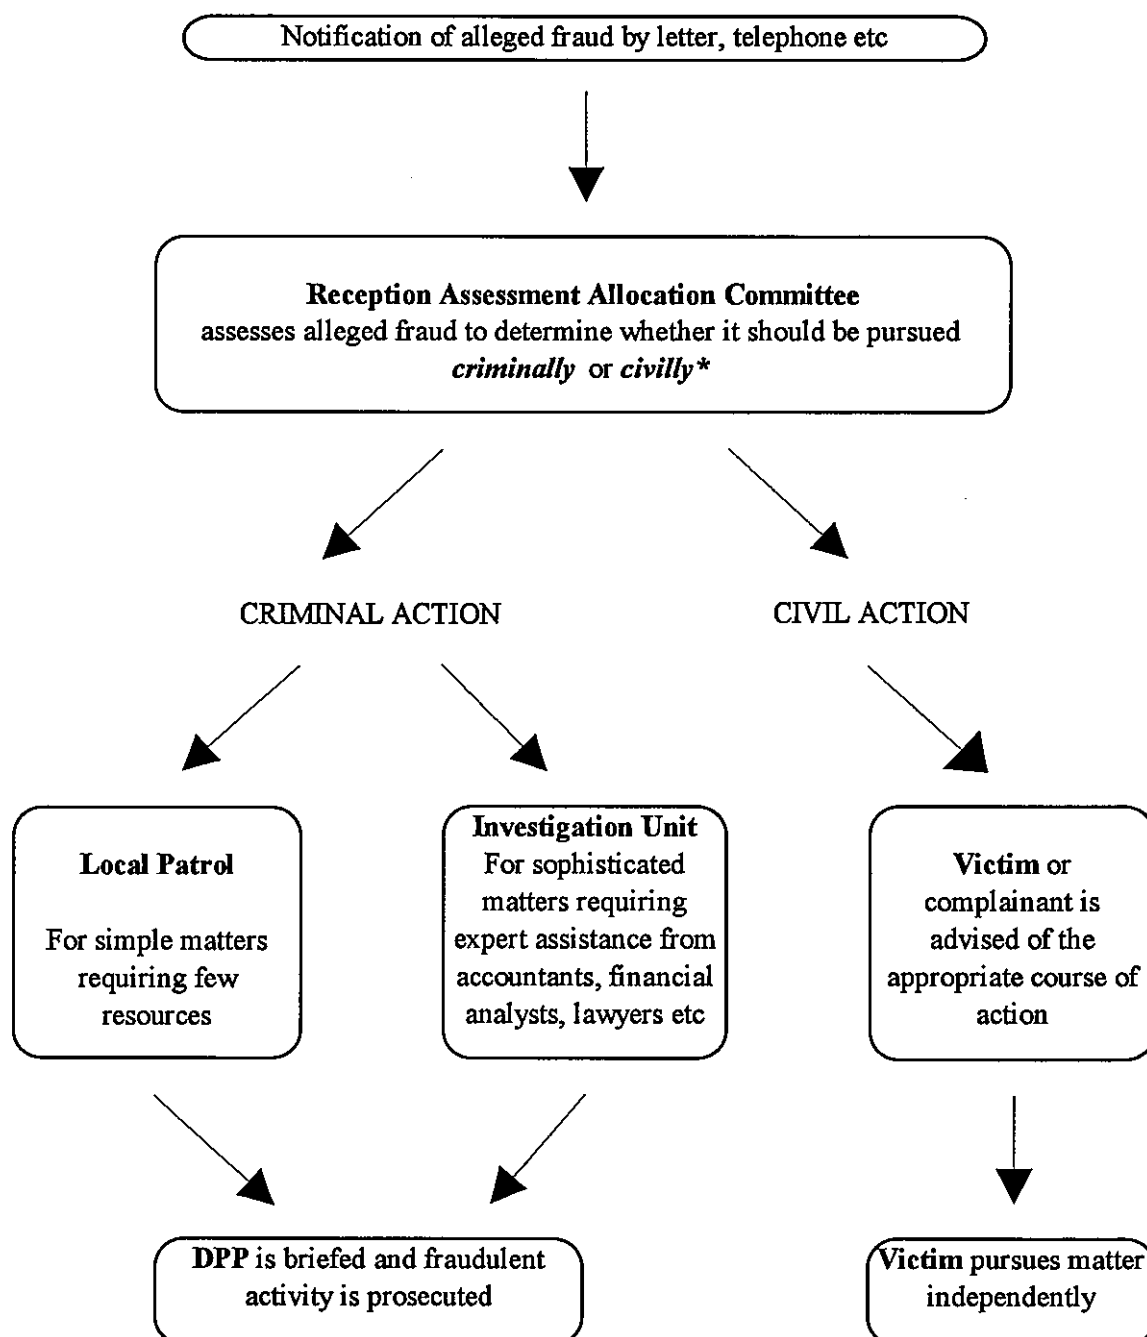 Notification of alleged fraud by letter, telephone etc
Reception Assessment Allocation Committee
assesses alleged fraud to determine whether it should be pursued
criminally or civilly*
CRIMINAL ACTION
CIVIL ACTION
Local Patrol
For simple matters
requiring few
resources
Investigation Unit
For sophisticated
matters requiring
expert assistance from
accountants, financial
analysts, lawyers etc
Victim or
complainant is
advised of the
appropriate course of
action
DPP is briefed and fraudulent
activity is prosecuted
Victim pursues matter
independently